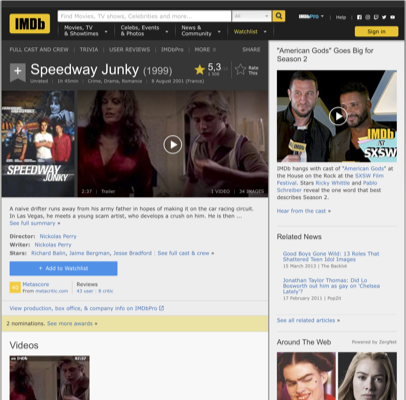 IMDb
Find Movies, TV shows, Celebrities and more...
All
IMDbPro
Help
Movies, TV & Showtimes
Celebs, Events & Photos
News & Community
Watchlist
Sign in
FULL CAST AND CREW | TRIVIA | USER REVIEWS | IMDbPro | MORE
SHARE
Speedway Junky (1999)
5,3
Rate This
Unrated | 1h 45min | Crime, Drama, Romance | 9 August 2001 (France)
SPEEDWAY JUNKY
2:37 | Trailer
1 VIDEO | 34 IMAGES
A naive drifter runs away from his army father in hopes of making it on the car racing circuit.
In Las Vegas, he meets a young scam artist, who develops a crush on him. He is then ...
See full summary »
Director: Nickolas Perry
Writer: Nickolas Perry
Stars: Richard Balin, Jaime Bergman, Jesse Bradford | See full cast & crew »
+ Add to Watchlist
Metascore
From metacritic.com
Reviews
43 user | 8 critic
View production, box office, & company info on IMDbPro
2 nominations. See more awards »
Videos
"American Gods" Goes Big for
Season 2
IMDb
at
SXSW
IMDb hangs with cast of "American Gods" at
the House on the Rock at the SXSW Film
Festival. Stars Ricky Whittle and Pablo
Schreiber reveal the one word that best
describes Season 2.
Hear from the cast »
Related News
Good Boys Gone Wild: 13 Roles That
Shattered Teen Idol Images
15 March 2013 | The Backlot
Jonathan Taylor Thomas: Did Lo
Bosworth out him as gay on 'Chelsea
Lately'?
17 February 2011 | PopBit
See all related articles »
Around The Web
Powered by ZergNet